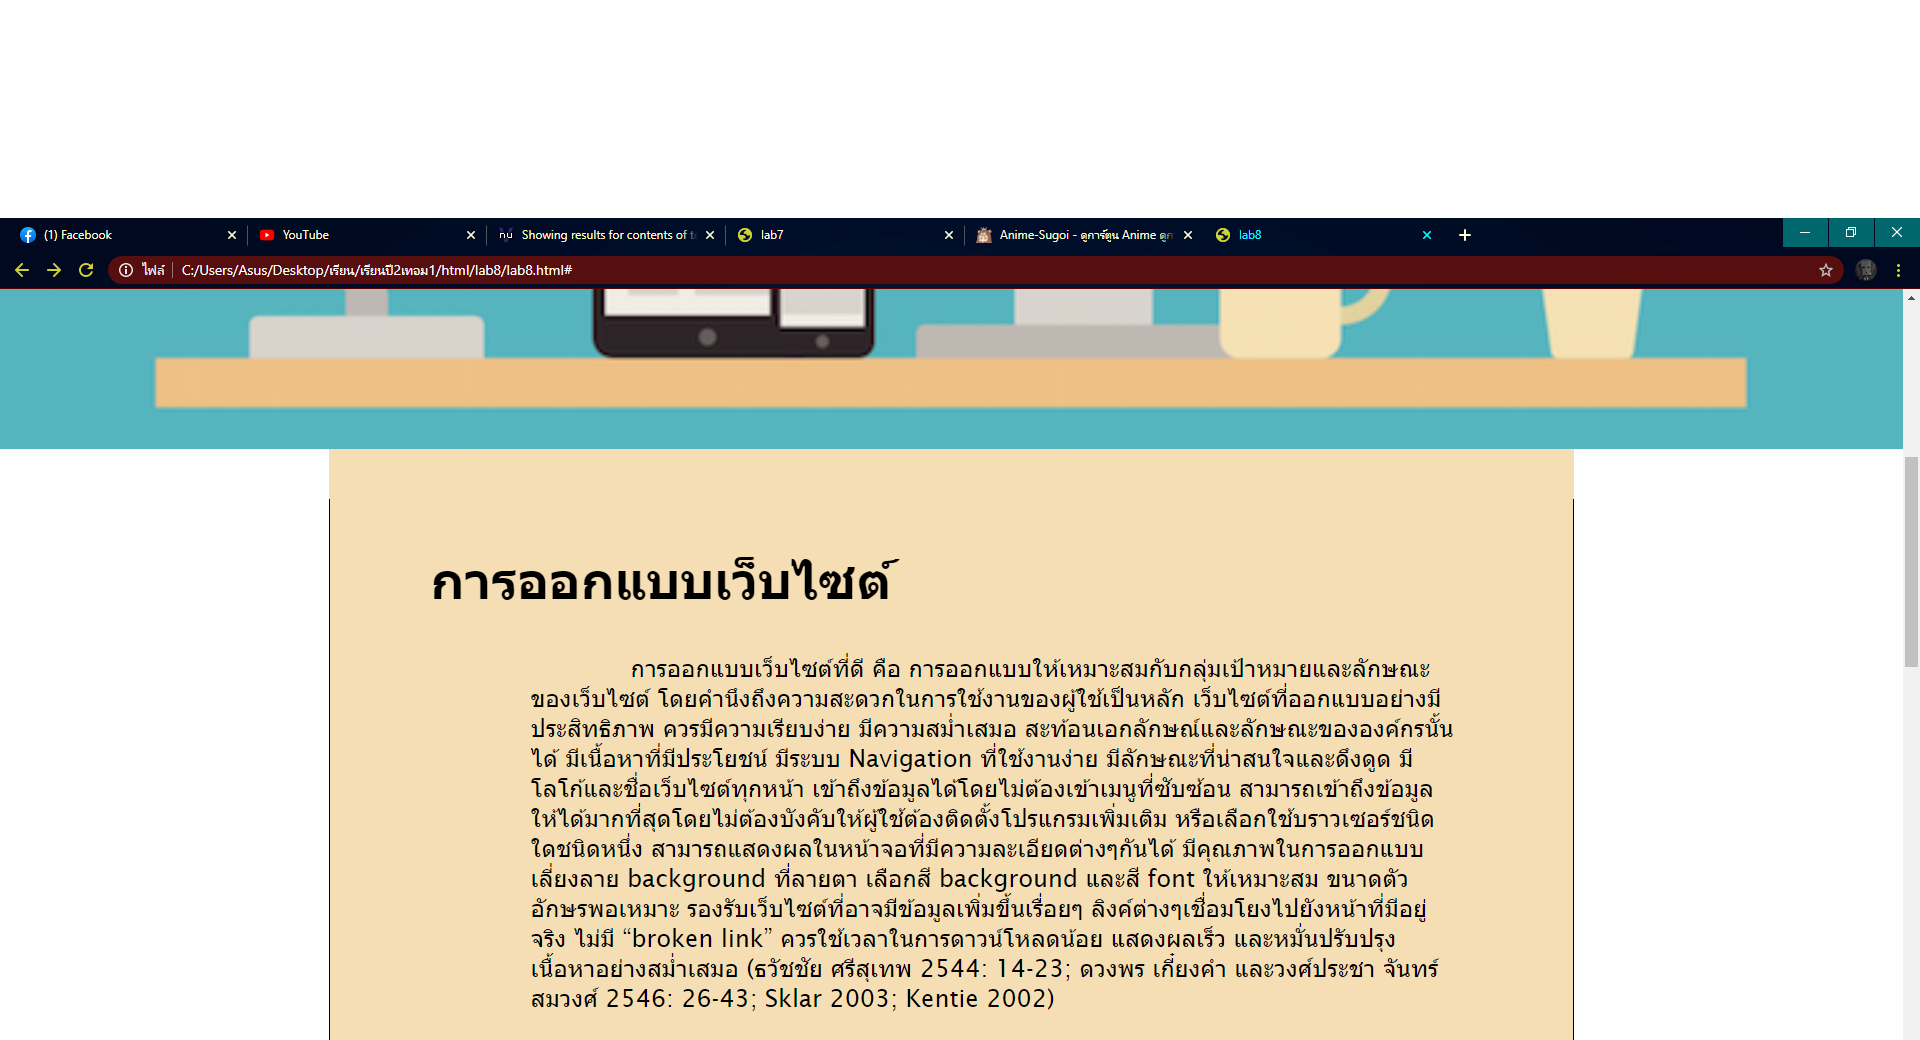 (1) Facebook
YouTube
Showing results for contents of t
lab7
Anime-Sugoi - ดูการ์ตูน Anime ดูก
lab8
ไฟล์
C:/Users/Asus/Desktop/เรียน/เรียนปี2เทอม1/html/lab8/lab8.html#
การออกแบบเว็บไซต์
การออกแบบเว็บไซต์ที่ดี คือ การออกแบบให้เหมาะสมกับกลุ่มเป้าหมายและลักษณะ
ของเว็บไซต์ โดยคำนึงถึงความสะดวกในการใช้งานของผู้ใช้เป็นหลัก เว็บไซต์ที่ออกแบบอย่างมี
ประสิทธิภาพ ควรมีความเรียบง่าย มีความสม่ำเสมอ สะท้อนเอกลักษณ์และลักษณะขององค์กรนั้น
ได้ มีเนื้อหาที่มีประโยชน์ มีระบบ Navigation ที่ใช้งานง่าย มีลักษณะที่น่าสนใจและดึงดูด มี
โลโก้และชื่อเว็บไซต์ทุกหน้า เข้าถึงข้อมูลได้โดยไม่ต้องเข้าเมนูที่ซับซ้อน สามารถเข้าถึงข้อมูล
ให้ได้มากที่สุดโดยไม่ต้องบังคับให้ผู้ใช้ต้องติดตั้งโปรแกรมเพิ่มเติม หรือเลือกใช้บราวเซอร์ชนิด
ใดชนิดหนึ่ง สามารถแสดงผลในหน้าจอที่มีความละเอียดต่างๆกันได้ มีคุณภาพในการออกแบบ
เลี่ยงลาย background ที่ลายตา เลือกสี background และสี font ให้เหมาะสม ขนาดตัว
อักษรพอเหมาะ รองรับเว็บไซต์ที่อาจมีข้อมูลเพิ่มขึ้นเรื่อยๆ ลิงค์ต่างๆเชื่อมโยงไปยังหน้าที่มีอยู่
จริง ไม่มี “broken link” ควรใช้เวลาในการดาวน์โหลดน้อย แสดงผลเร็ว และหมั่นปรับปรุง
เนื้อหาอย่างสม่ำเสมอ (ธวัชชัย ศรีสุเทพ 2544: 14-23; ดวงพร เกี๋ยงคำ และวงศ์ประชา จันทร์
สมวงศ์ 2546: 26-43; Sklar 2003; Kentie 2002)